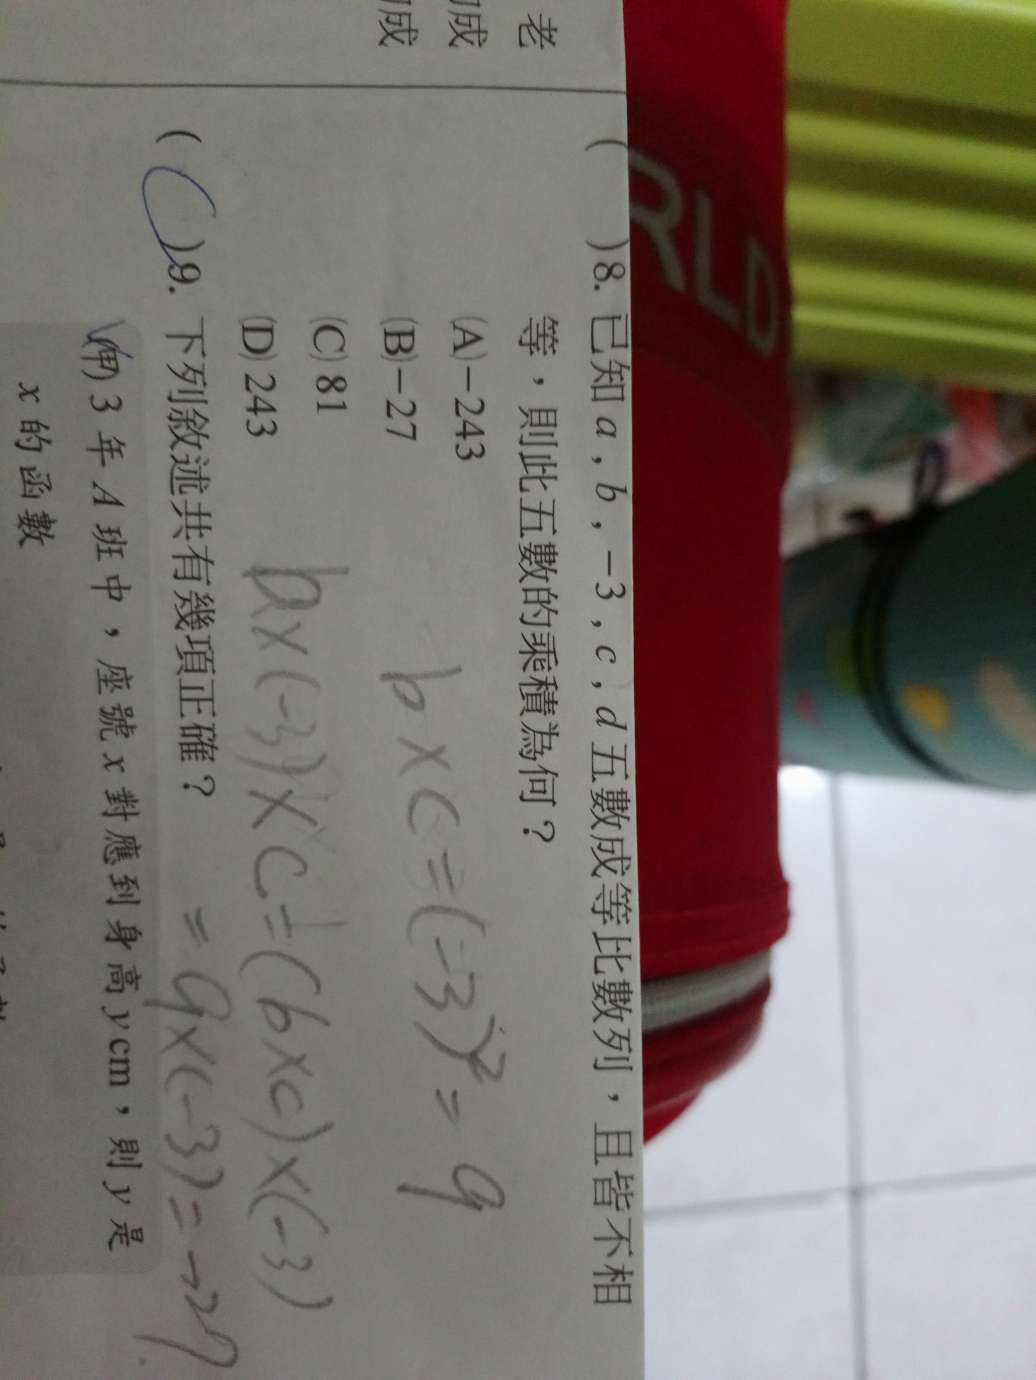 老
成
成
( )8. 已知 a , b , -3 , c , d 五數成等比數列，且皆不相
等，則此五數的乘積為何？
(A) -243
(B) -27
(C) 81
(D) 243
b×c=(-3)²=9
b×(-3)×c=(b×c)×(-3)
=9×(-3)=-27
( )9. 下列敘述共有幾項正確？
(甲) 3 年 A 班中，座號 x 對應到身高 y cm，則 y 是
x 的函數
RLD